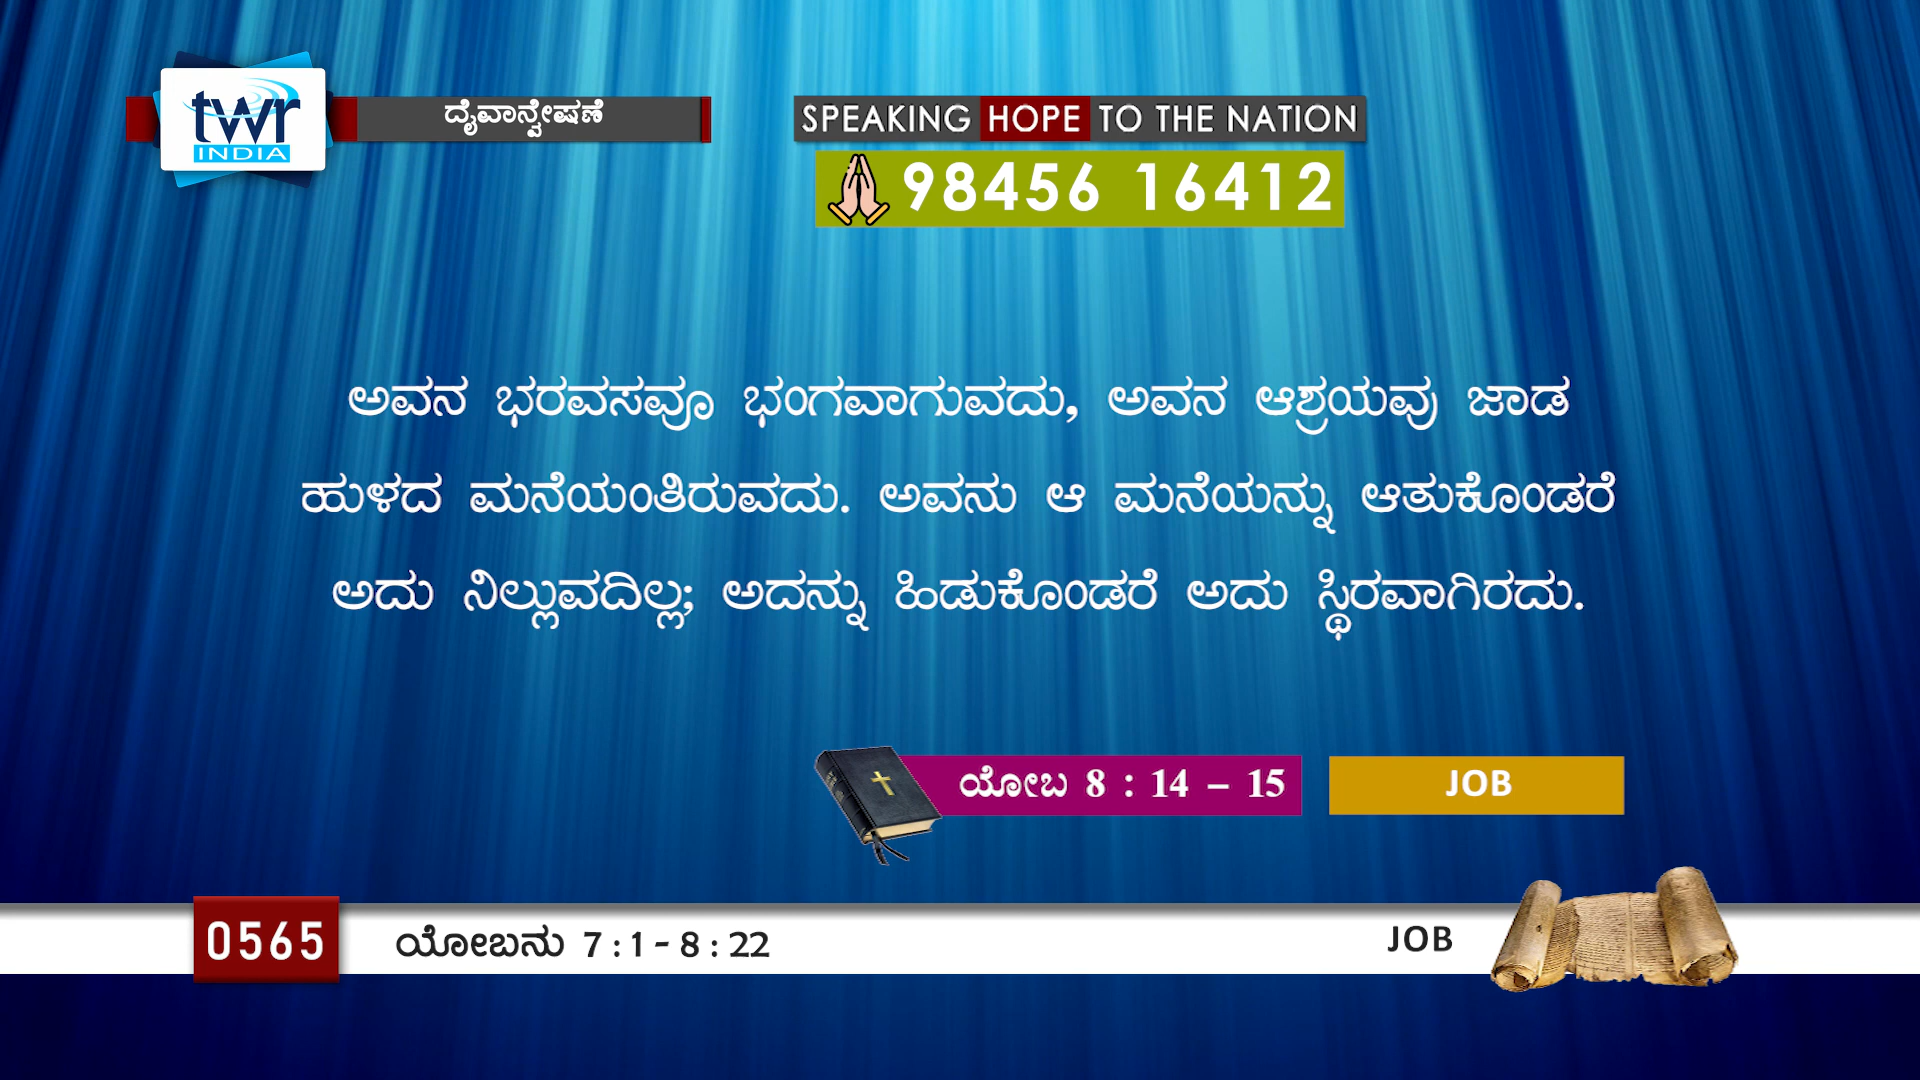 twr
INDIA
ದೈವಾನ್ವೇಷಣೆ
SPEAKING HOPE TO THE NATION
98456 16412
ಅವನ ಭರವಸವೂ ಭಂಗವಾಗುವದು, ಅವನ ಆಶ್ರಯವು ಜಾಡ
ಹುಳದ ಮನೆಯಂತಿರುವದು. ಅವನು ಆ ಮನೆಯನ್ನು ಆತುಕೊಂಡರೆ
ಅದು ನಿಲ್ಲುವದಿಲ್ಲ; ಅದನ್ನು ಹಿಡುಕೊಂಡರೆ ಅದು ಸ್ಥಿರವಾಗಿರದು.
ಯೋಬ 8 : 14 – 15
JOB
0565 ಯೋಬನು 7 : 1 - 8 : 22
JOB